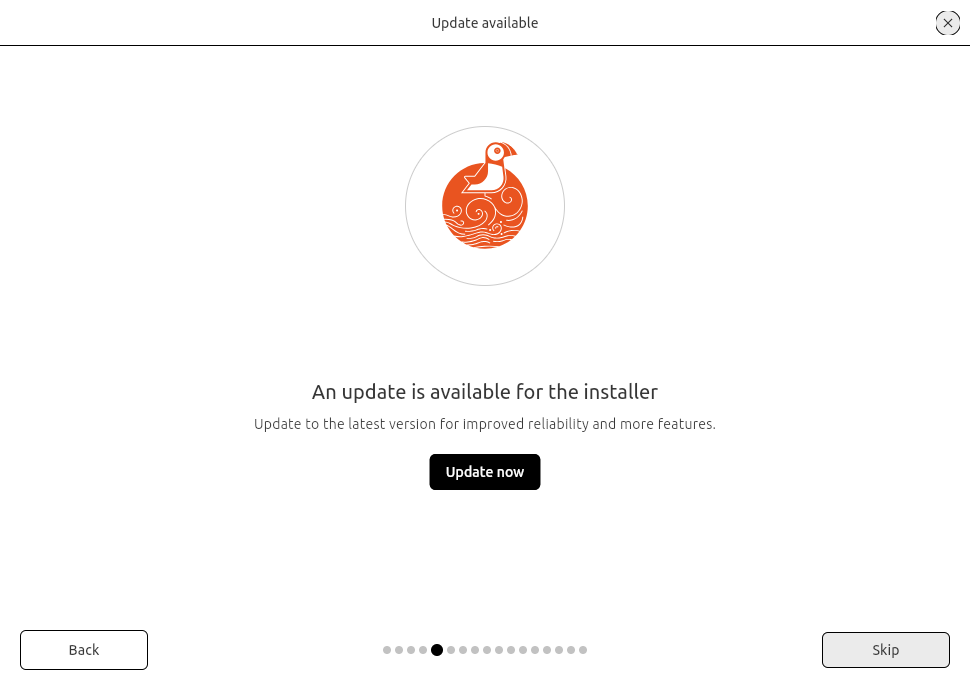 Update available
An update is available for the installer
Update to the latest version for improved reliability and more features.
Update now
Back
Skip